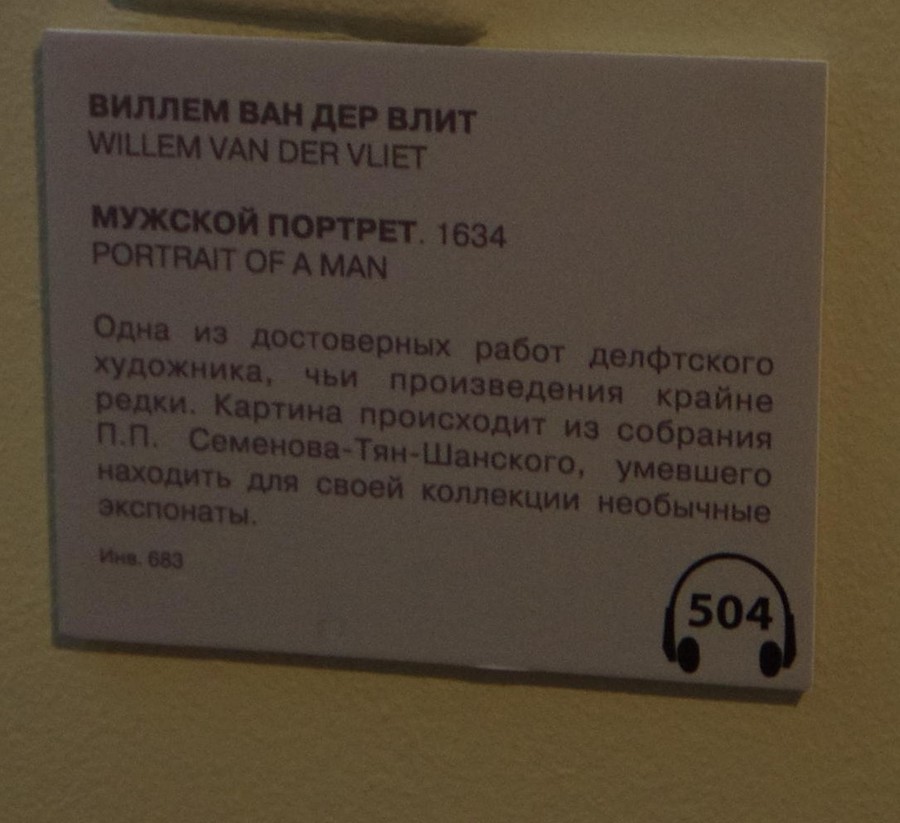 ВИЛЛЕМ ВАН ДЕР ВЛИТ
WILLEM VAN DER VLIET
МУЖСКОЙ ПОРТРЕТ. 1634
PORTRAIT OF A MAN
Одна из достоверных работ делфтского
художника, чьи произведения крайне
редки. Картина происходит из собрания
П.П. Семенова-Тян-Шанского, умевшего
находить для своей коллекции необычные
экспонаты.
Инв. 683
504